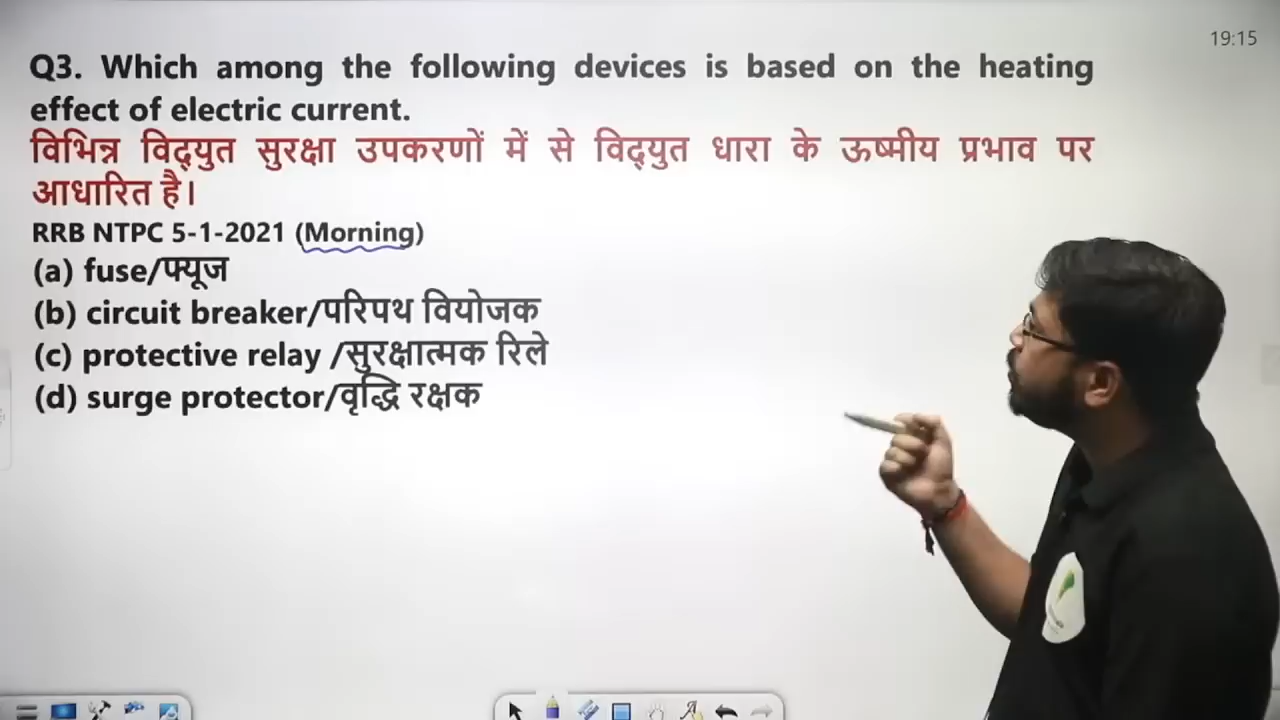 19:15
Q3. Which among the following devices is based on the heating
effect of electric current.
विभिन्न विद्युत सुरक्षा उपकरणों में से विद्युत धारा के ऊष्मीय प्रभाव पर
आधारित है।
RRB NTPC 5-1-2021 (Morning)
(a) fuse/फ्यूज
(b) circuit breaker/परिपथ वियोजक
(c) protective relay /सुरक्षात्मक रिले
(d) surge protector/वृद्धि रक्षक